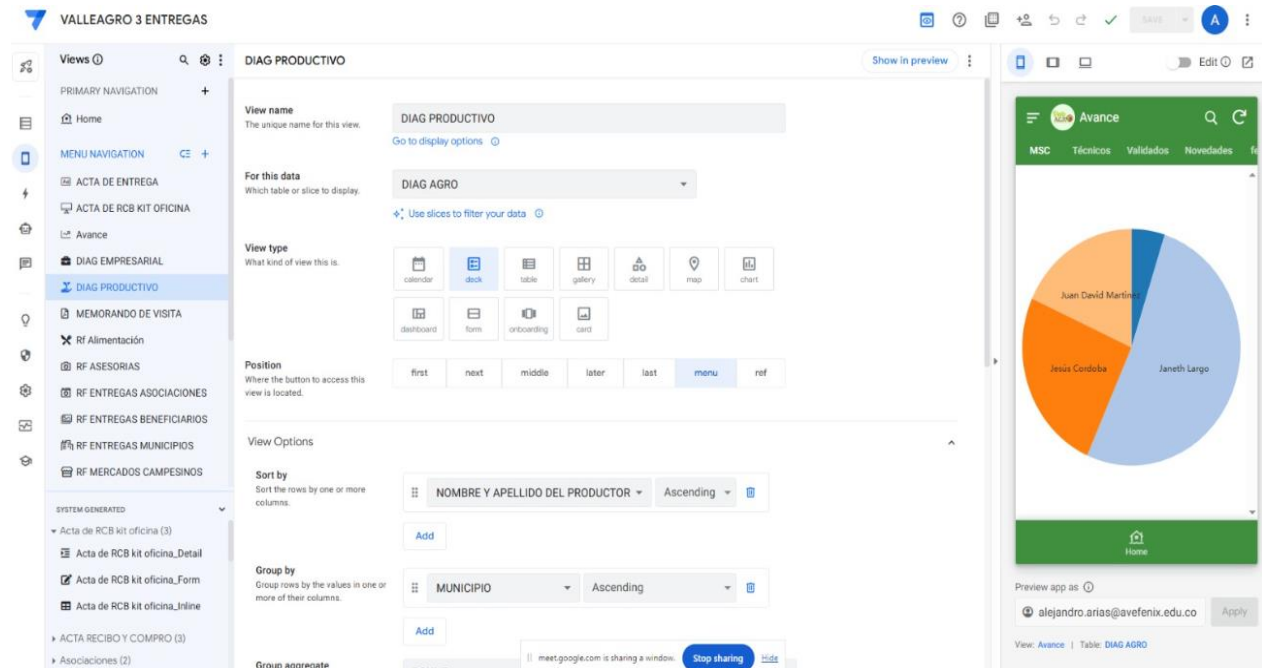 VALLEAGRO 3 ENTREGAS
SAVE
A
Views
DIAG PRODUCTIVO
Show in preview
Edit
PRIMARY NAVIGATION
Home
MENU NAVIGATION
ACTA DE ENTREGA
ACTA DE RCB KIT OFICINA
Avance
DIAG EMPRESARIAL
DIAG PRODUCTIVO
MEMORANDO DE VISITA
Rf Alimentación
RF ASESORIAS
RF ENTREGAS ASOCIACIONES
RF ENTREGAS BENEFICIARIOS
RF ENTREGAS MUNICIPIOS
RF MERCADOS CAMPESINOS
SYSTEM GENERATED
Acta de RCB kit oficina (3)
Acta de RCB kit oficina_Detail
Acta de RCB kit oficina_Form
Acta de RCB kit oficina_Inline
ACTA RECIBO Y COMPRO (3)
Asociaciones (2)
View name
The unique name for this view.
DIAG PRODUCTIVO
Go to display options
For this data
Which table or slice to display.
DIAG AGRO
Use slices to filter your data
View type
What kind of view this is.
calendar deck table gallery detail map chart
dashboard form onboarding card
Position
Where the button to access this
view is located.
first next middle later last menu ref
View Options
Sort by
Sort the rows by one or more
columns.
NOMBRE Y APELLIDO DEL PRODUCTOR Ascending
Add
Group by
Group rows by the values in one or
more of their columns.
MUNICIPIO Ascending
Add
Group aggregate
meet.google.com is sharing a window. Stop sharing Hide
Avance
MSC Técnicos Validados Novedades fe
Juan David Martinez
Jesús Cordoba
Janeth Largo
Home
Preview app as
alejandro.arias@avefenix.edu.co Apply
View: Avance | Table: DIAG AGRO